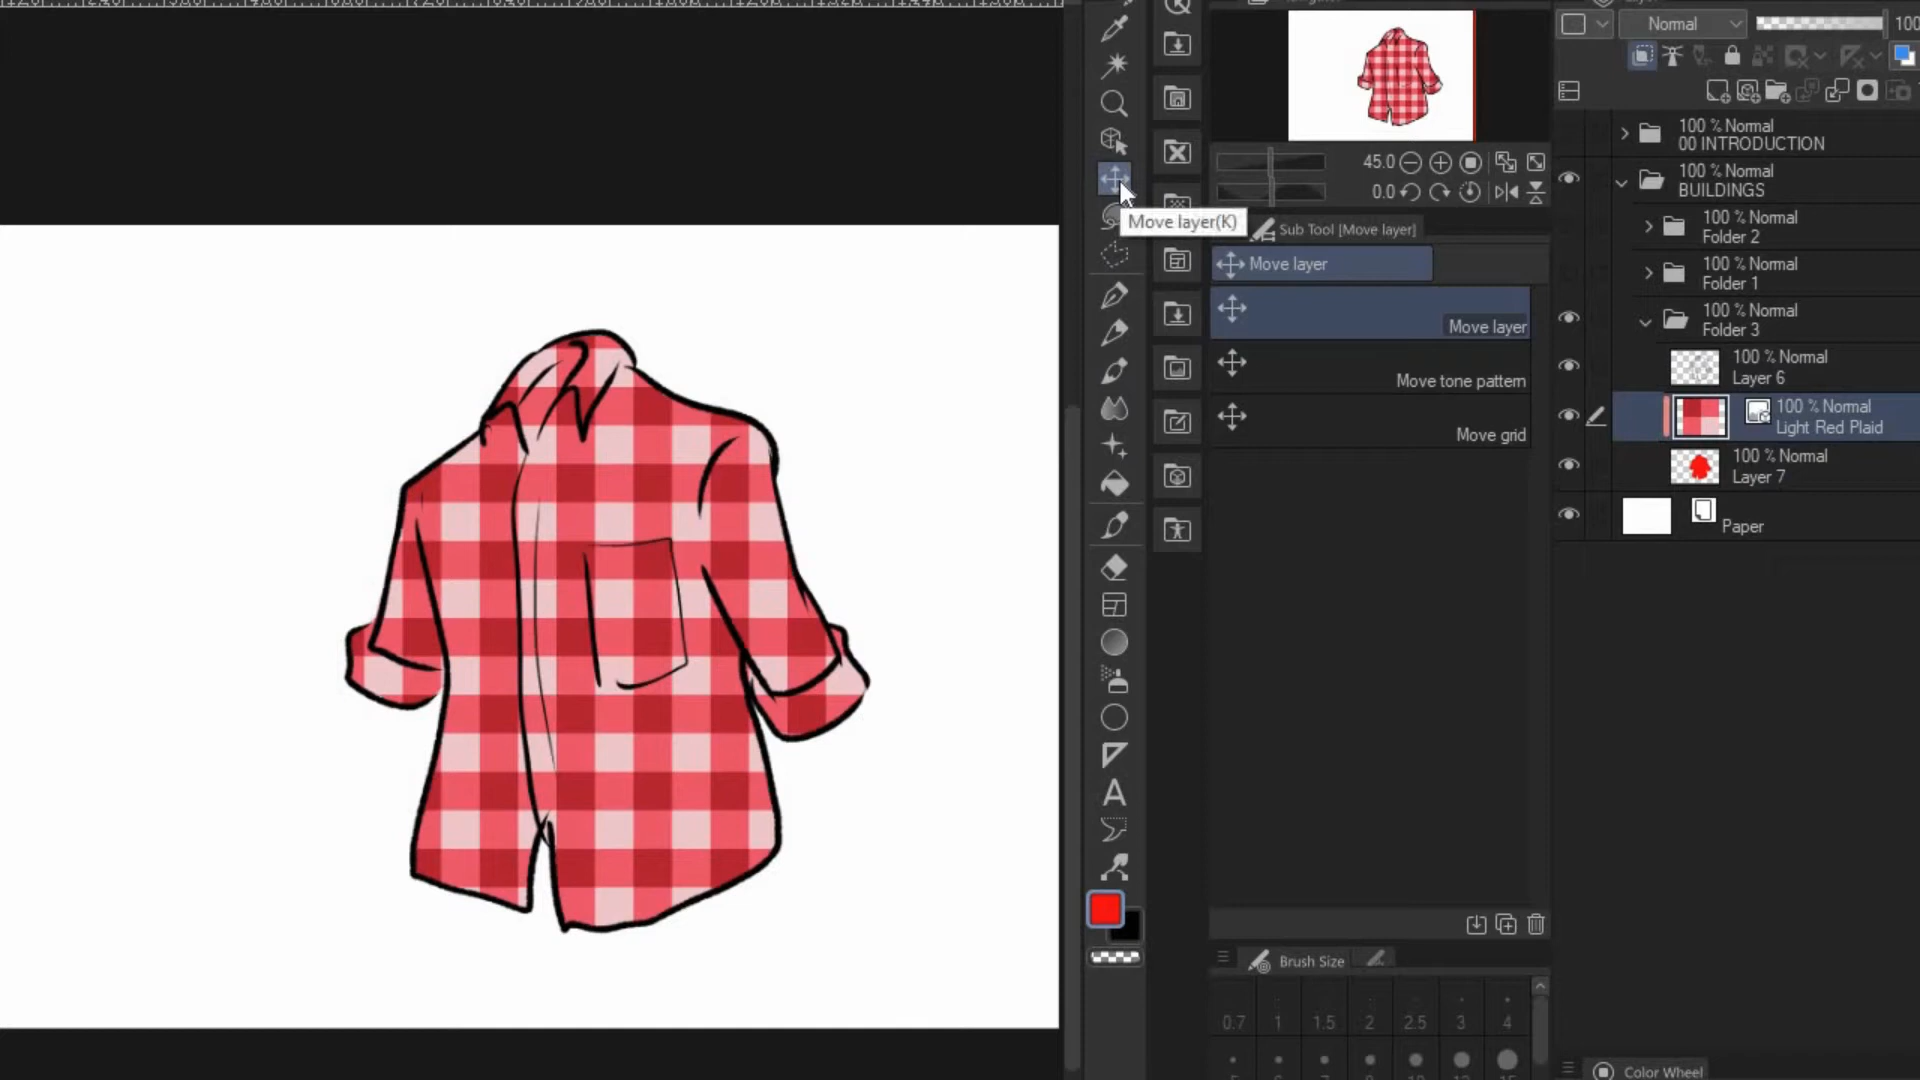 Normal
100
45.0
0.0
Move layer(K)
Sub Tool [Move layer]
Move layer
Move layer
Move tone pattern
Move grid
Brush Size
0.7 1 1.5 2 2.5 3 4
Color Wheel
100 % Normal
00 INTRODUCTION
100 % Normal
BUILDINGS
100 % Normal
Folder 2
100 % Normal
Folder 1
100 % Normal
Folder 3
100 % Normal
Layer 6
100 % Normal
Light Red Plaid
100 % Normal
Layer 7
Paper